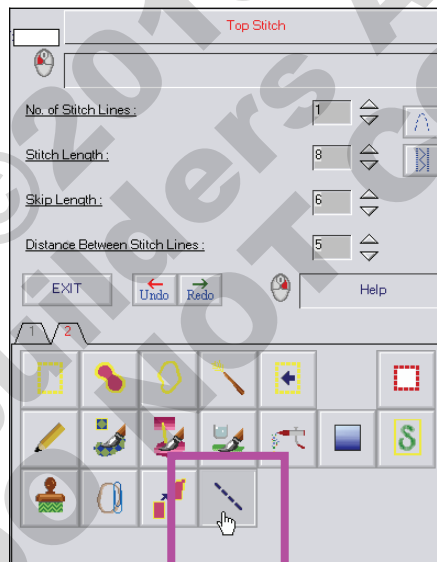 Top Stitch
No. of Stitch Lines : 1
Stitch Length : 8
Skip Length : 6
Distance Between Stitch Lines : 5
EXIT Undo Redo Help
1 2
S